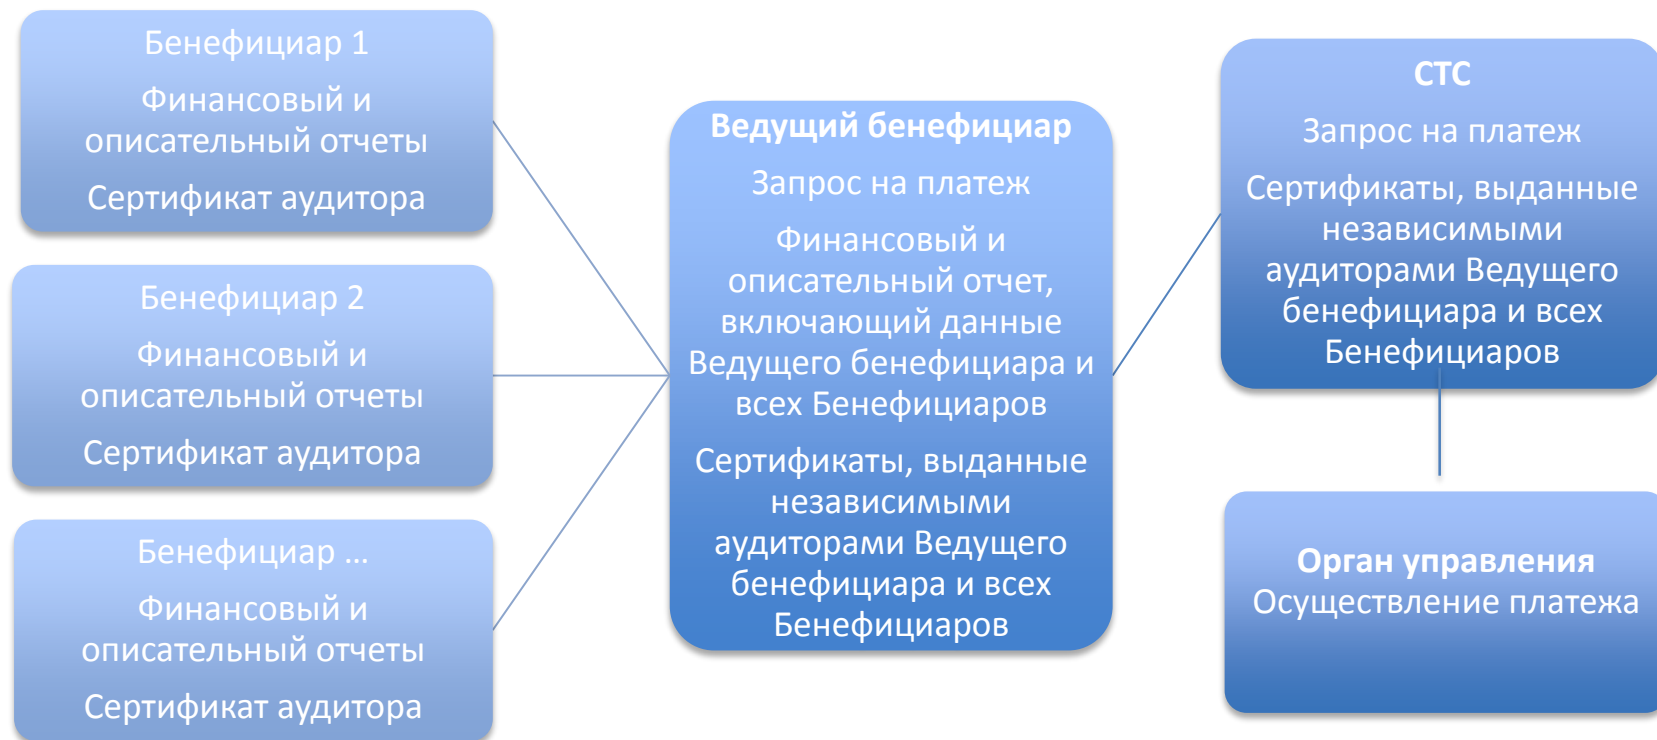 Бенефициар 1
Финансовый и
описательный отчеты
Сертификат аудитора
Бенефициар 2
Финансовый и
описательный отчеты
Сертификат аудитора
Бенефициар ...
Финансовый и
описательный отчеты
Сертификат аудитора
Ведущий бенефициар
Запрос на платеж
Финансовый и
описательный отчет,
включающий данные
Ведущего бенефициара и
всех Бенефициаров
Сертификаты, выданные
независимыми
аудиторами Ведущего
бенефициара и всех
Бенефициаров
СТС
Запрос на платеж
Сертификаты, выданные
независимыми
аудиторами Ведущего
бенефициара и всех
Бенефициаров
Орган управления
Осуществление платежа